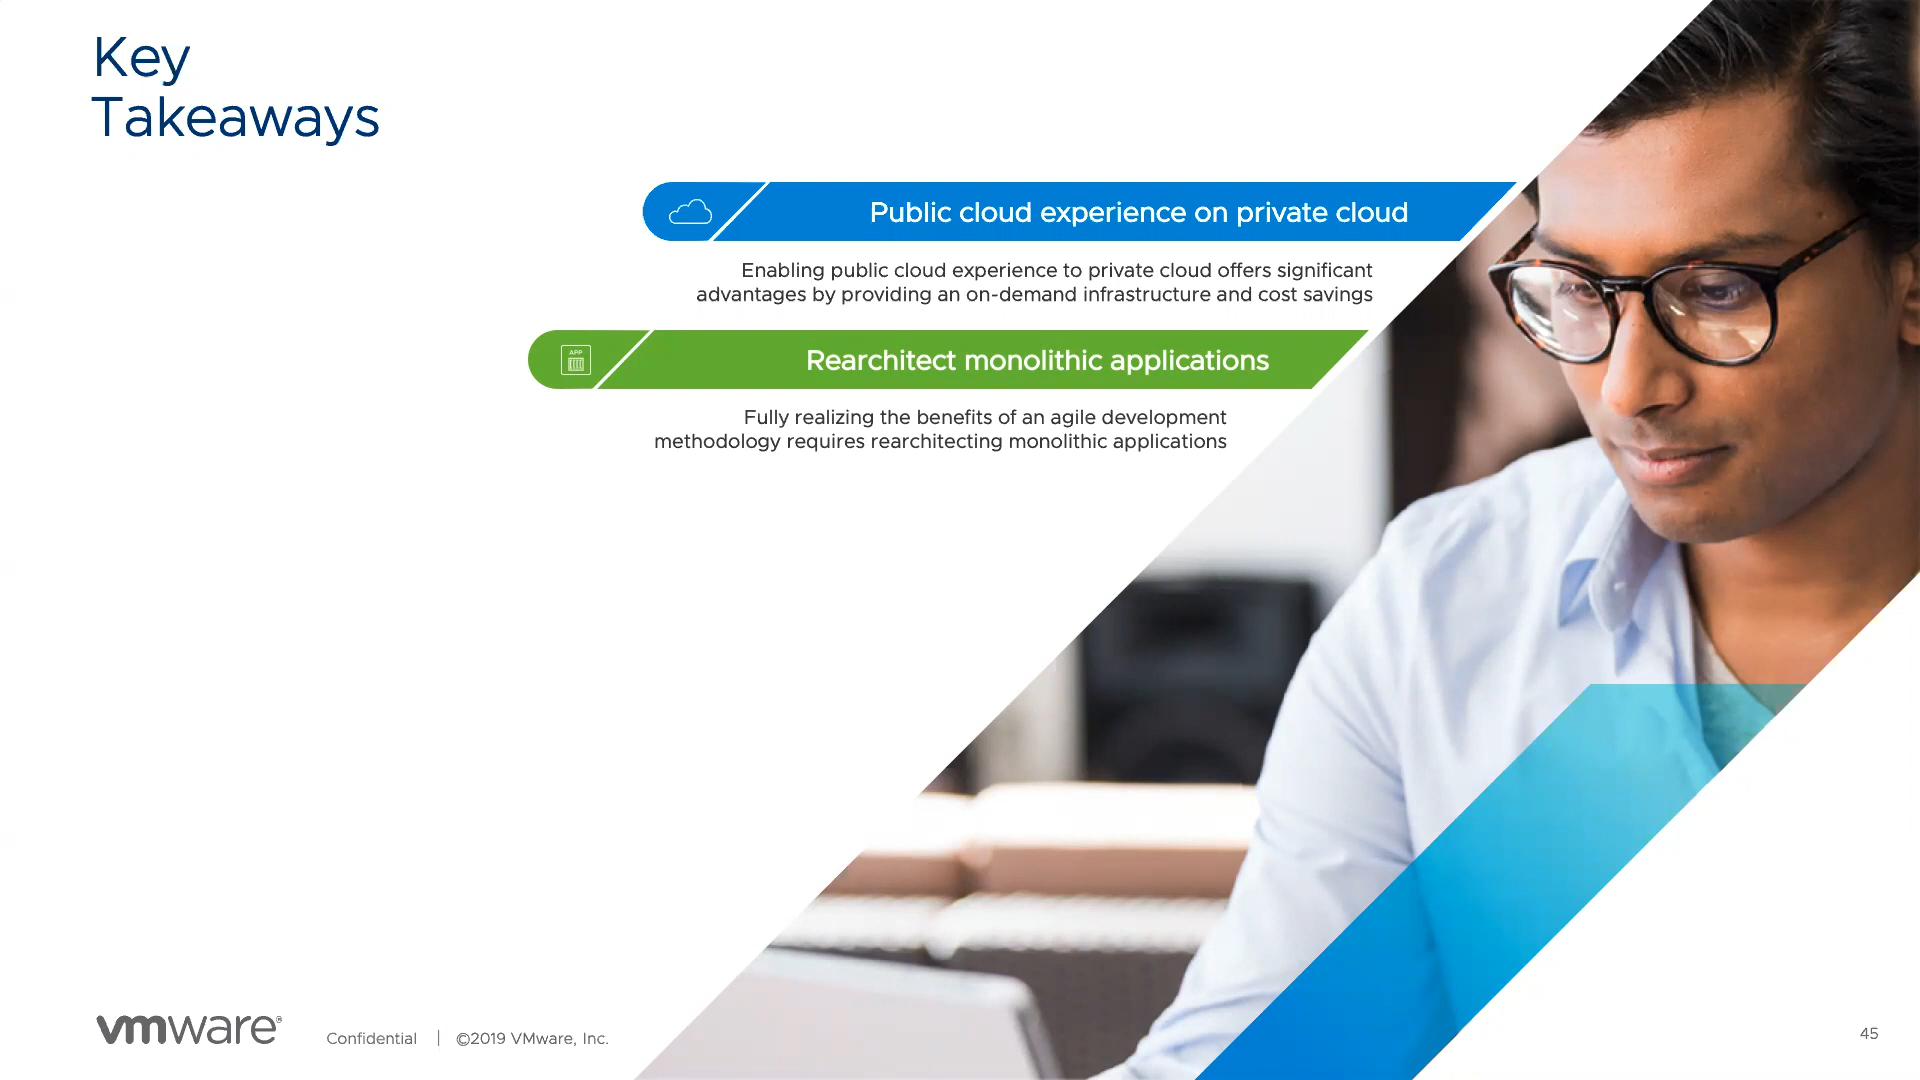 Key
Takeaways
Public cloud experience on private cloud
Enabling public cloud experience to private cloud offers significant
advantages by providing an on-demand infrastructure and cost savings
APP
Rearchitect monolithic applications
Fully realizing the benefits of an agile development
methodology requires rearchitecting monolithic applications
vmware®
Confidential | ©2019 VMware, Inc.
45